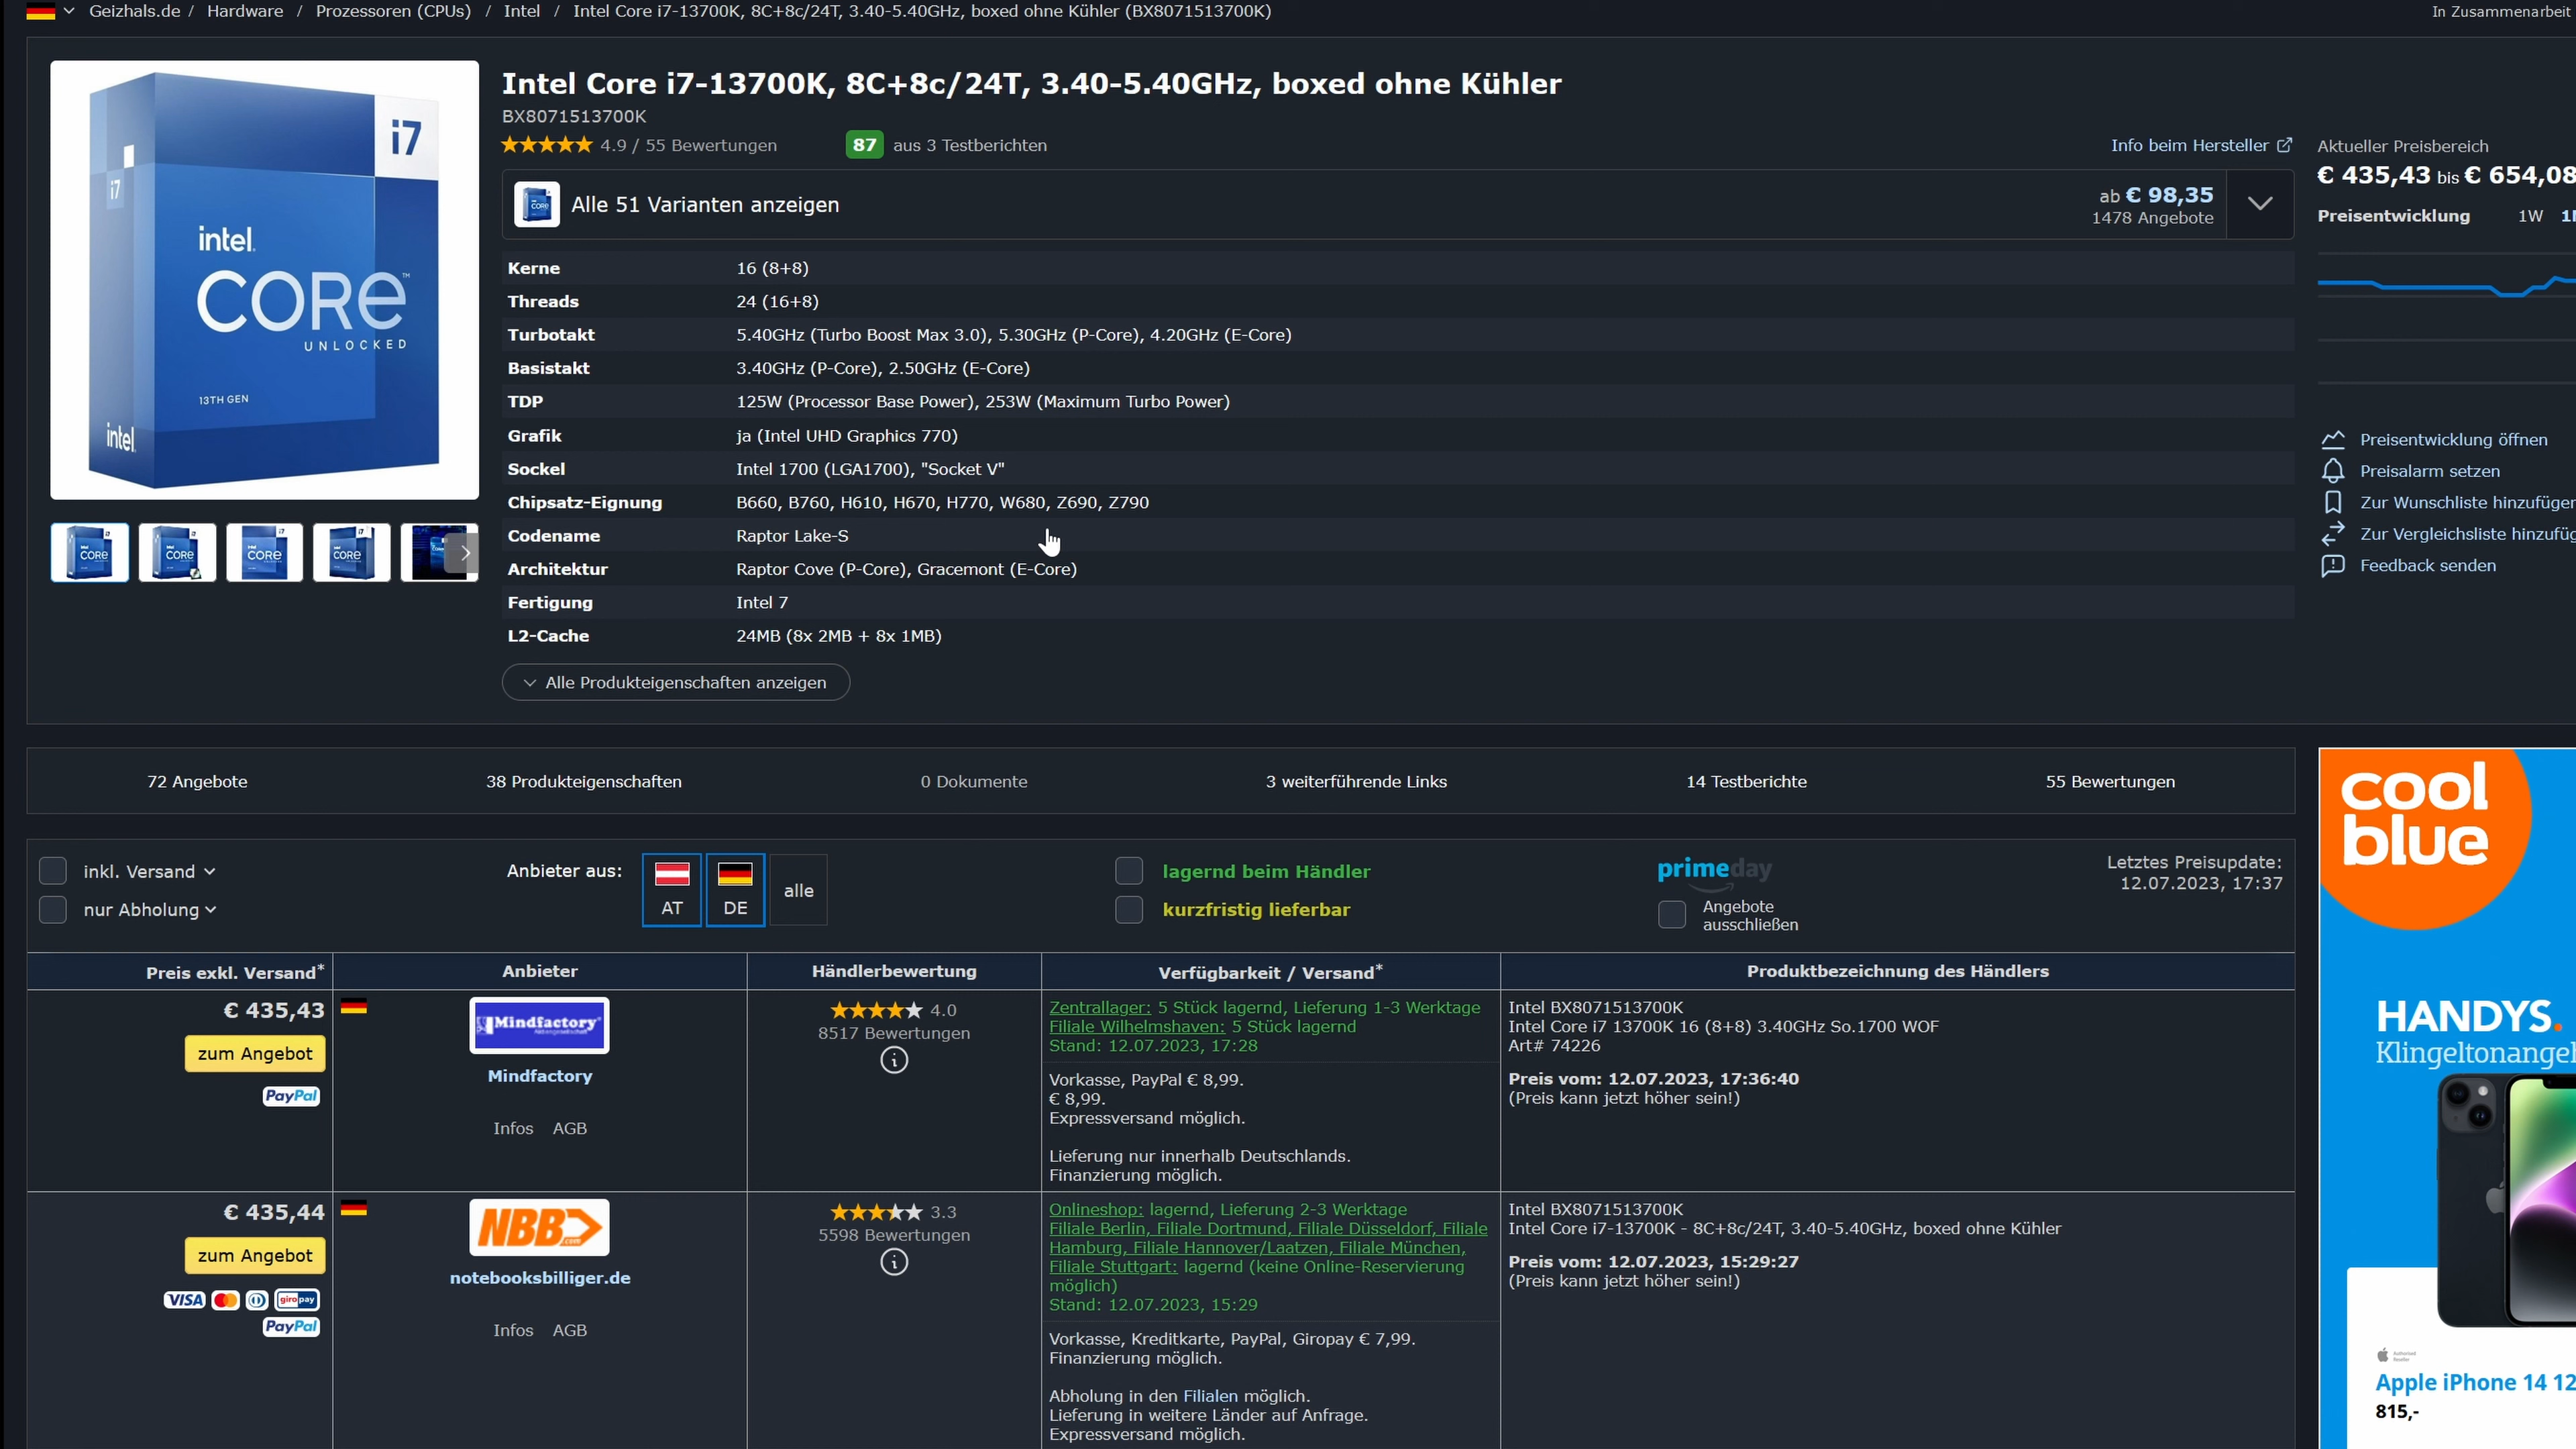 Geizhals.de / Hardware / Prozessoren (CPUs) / Intel / Intel Core i7-13700K, 8C+8c/24T, 3.40-5.40GHz, boxed ohne Kühler (BX8071513700K)
In Zusammenarbeit
Intel Core i7-13700K, 8C+8c/24T, 3.40-5.40GHz, boxed ohne Kühler
BX8071513700K
4.9 / 55 Bewertungen
87 aus 3 Testberichten
Info beim Hersteller
Alle 51 Varianten anzeigen
ab € 98,35
1478 Angebote
i7
i7
intel.
CORE™
UNLOCKED
13TH GEN
intel.
Kerne 16 (8+8)
Threads 24 (16+8)
Turbotakt 5.40GHz (Turbo Boost Max 3.0), 5.30GHz (P-Core), 4.20GHz (E-Core)
Basistakt 3.40GHz (P-Core), 2.50GHz (E-Core)
TDP 125W (Processor Base Power), 253W (Maximum Turbo Power)
Grafik ja (Intel UHD Graphics 770)
Sockel Intel 1700 (LGA1700), "Socket V"
Chipsatz-Eignung B660, B760, H610, H670, H770, W680, Z690, Z790
Codename Raptor Lake-S
Architektur Raptor Cove (P-Core), Gracemont (E-Core)
Fertigung Intel 7
L2-Cache 24MB (8x 2MB + 8x 1MB)
Alle Produkteigenschaften anzeigen
Aktueller Preisbereich
€ 435,43 bis € 654,08
Preisentwicklung 1W
Preisentwicklung öffnen
Preisalarm setzen
Zur Wunschliste hinzufügen
Zur Vergleichsliste hinzufüg
Feedback senden
72 Angebote
38 Produkteigenschaften
0 Dokumente
3 weiterführende Links
14 Testberichte
55 Bewertungen
inkl. Versand
nur Abholung
Anbieter aus:
AT
DE
alle
lagernd beim Händler
kurzfristig lieferbar
primeday
Angebote
ausschließen
Letztes Preisupdate:
12.07.2023, 17:37
Preis exkl. Versand*
Anbieter
Händlerbewertung
Verfügbarkeit / Versand*
Produktbezeichnung des Händlers
€ 435,43
zum Angebot
PayPal
Mindfactory
Mindfactory
Infos AGB
4.0
8517 Bewertungen
Zentrallager: 5 Stück lagernd, Lieferung 1-3 Werktage
Filiale Wilhelmshaven: 5 Stück lagernd
Stand: 12.07.2023, 17:28
Vorkasse, PayPal € 8,99.
€ 8,99.
Expressversand möglich.
Lieferung nur innerhalb Deutschlands.
Finanzierung möglich.
Intel BX8071513700K
Intel Core i7 13700K 16 (8+8) 3.40GHz So.1700 WOF
Art# 74226
Preis vom: 12.07.2023, 17:36:40
(Preis kann jetzt höher sein!)
€ 435,44
zum Angebot
VISA
giropay
PayPal
NBB.com
notebooksbilliger.de
Infos AGB
3.3
5598 Bewertungen
Onlineshop: lagernd, Lieferung 2-3 Werktage
Filiale Berlin, Filiale Dortmund, Filiale Düsseldorf, Filiale
Hamburg, Filiale Hannover/Laatzen, Filiale München,
Filiale Stuttgart: lagernd (keine Online-Reservierung
möglich)
Stand: 12.07.2023, 15:29
Vorkasse, Kreditkarte, PayPal, Giropay € 7,99.
Finanzierung möglich.
Abholung in den Filialen möglich.
Lieferung in weitere Länder auf Anfrage.
Expressversand möglich.
Intel BX8071513700K
Intel Core i7-13700K - 8C+8c/24T, 3.40-5.40GHz, boxed ohne Kühler
Preis vom: 12.07.2023, 15:29:27
(Preis kann jetzt höher sein!)
cool
blue
HANDYS.
Klingeltonangeb
Apple iPhone 14 12
815,-